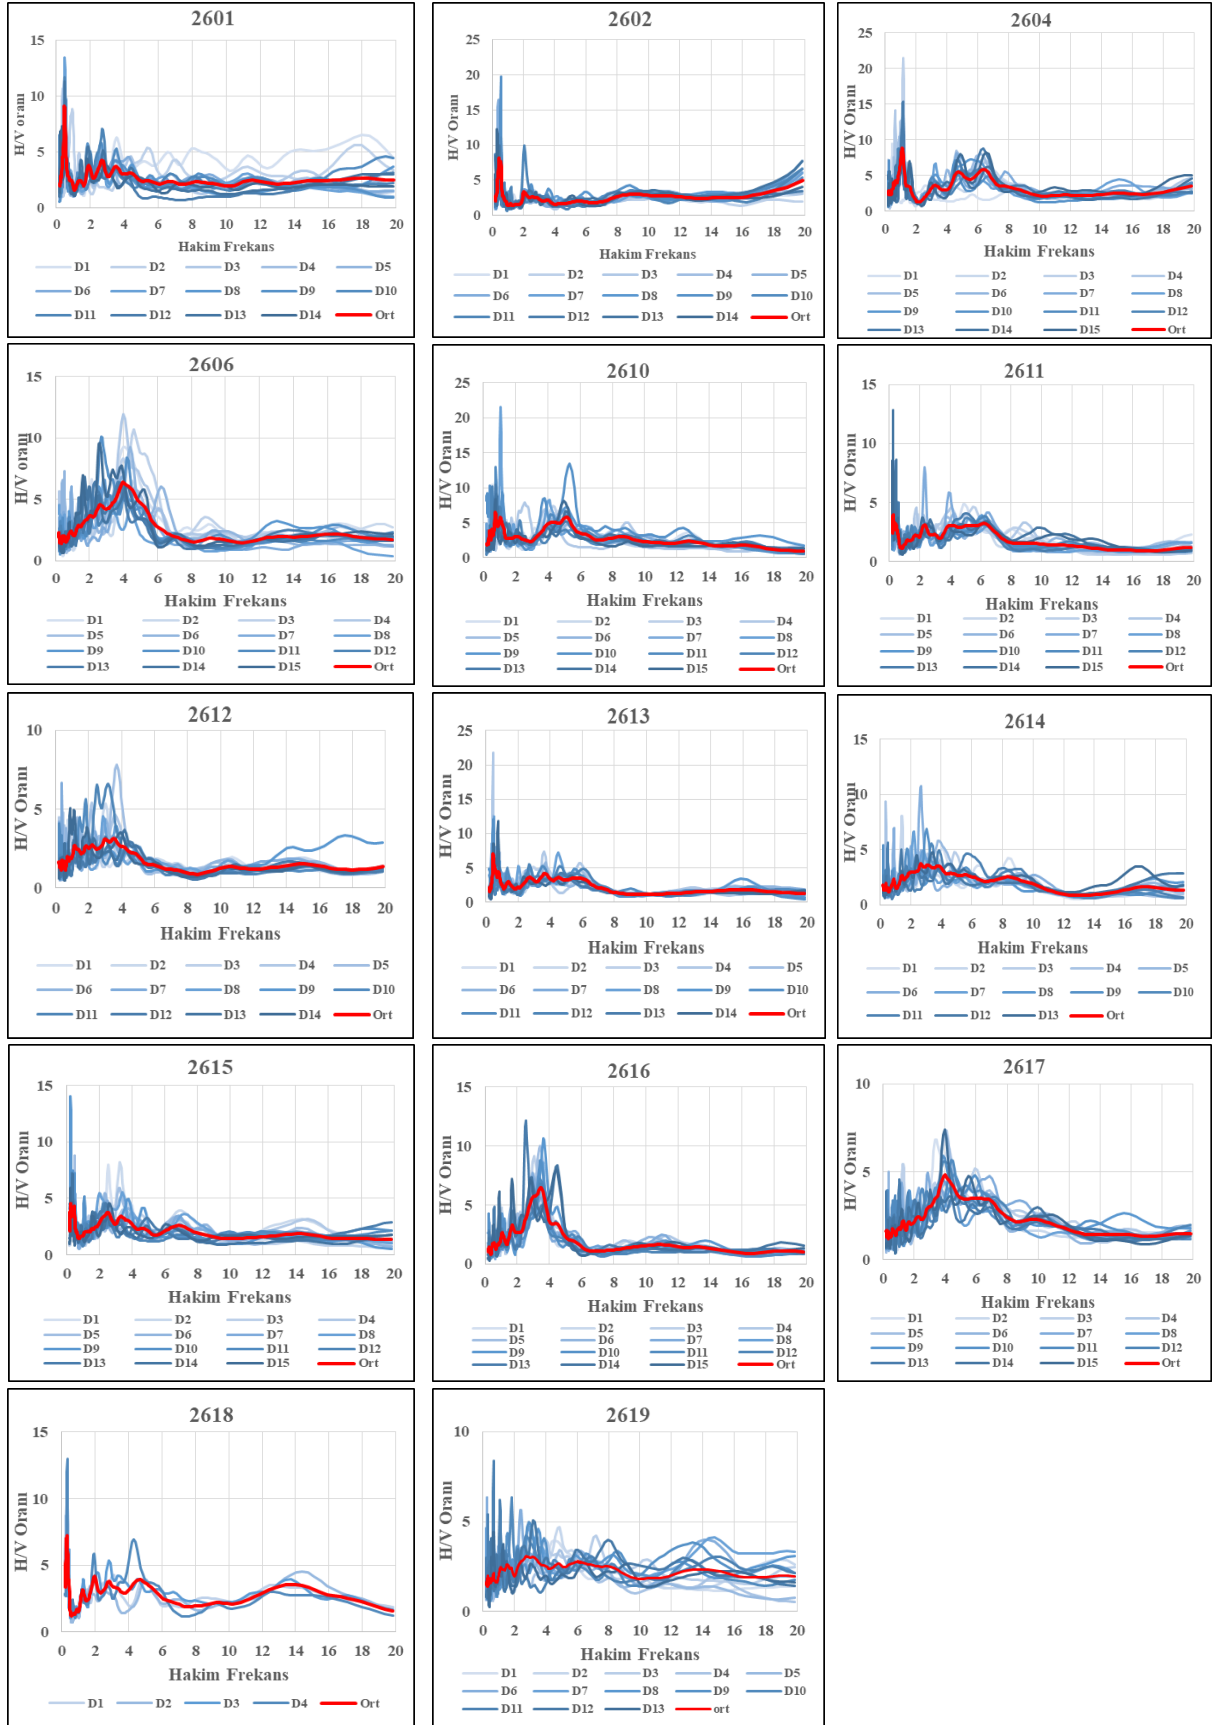 2601
15
10
5
0
H/V oranı
0 2 4 6 8 10 12 14 16 18 20
Hakim Frekans
D1 D2 D3 D4 D5
D6 D7 D8 D9 D10
D11 D12 D13 D14 Ort
2602
25
20
15
10
5
0
H/V Oranı
0 2 4 6 8 10 12 14 16 18 20
Hakim Frekans
D1 D2 D3 D4 D5
D6 D7 D8 D9 D10
D11 D12 D13 D14 Ort
2604
25
20
15
10
5
0
H/V Oranı
0 2 4 6 8 10 12 14 16 18 20
Hakim Frekans
D1 D2 D3 D4
D5 D6 D7 D8
D9 D10 D11 D12
D13 D14 D15 Ort
2606
15
10
5
0
H/V oranı
0 2 4 6 8 10 12 14 16 18 20
Hakim Frekans
D1 D2 D3 D4
D5 D6 D7 D8
D9 D10 D11 D12
D13 D14 D15 Ort
2610
25
20
15
10
5
0
H/V Oranı
0 2 4 6 8 10 12 14 16 18 20
Hakim Frekans
D1 D2 D3 D4
D5 D6 D7 D8
D9 D10 D11 D12
D13 D14 D15 Ort
2611
15
10
5
0
H/V Oranı
0 2 4 6 8 10 12 14 16 18 20
Hakim Frekans
D1 D2 D3 D4
D5 D6 D7 D8
D9 D10 D11 D12
D13 D14 D15 Ort
2612
10
5
0
H/V Oranı
0 2 4 6 8 10 12 14 16 18 20
Hakim Frekans
D1 D2 D3 D4 D5
D6 D7 D8 D9 D10
D11 D12 D13 D14 Ort
2613
25
20
15
10
5
0
H/V Oranı
0 2 4 6 8 10 12 14 16 18 20
Hakim Frekans
D1 D2 D3 D4 D5
D6 D7 D8 D9 D10
D11 D12 D13 D14 Ort
2614
15
10
5
0
H/V Oranı
0 2 4 6 8 10 12 14 16 18 20
Hakim Frekans
D1 D2 D3 D4 D5
D6 D7 D8 D9 D10
D11 D12 D13 Ort
2615
15
10
5
0
H/V Oranı
0 2 4 6 8 10 12 14 16 18 20
Hakim Frekans
D1 D2 D3 D4
D5 D6 D7 D8
D9 D10 D11 D12
D13 D14 D15 Ort
2616
15
10
5
0
H/V Oranı
0 2 4 6 8 10 12 14 16 18 20
Hakim Frekans
D1 D2 D3 D4
D5 D6 D7 D8
D9 D10 D11 D12
D13 D14 D15 Ort
2617
10
5
0
H/V Oranı
0 2 4 6 8 10 12 14 16 18 20
Hakim Frekans
D1 D2 D3 D4
D5 D6 D7 D8
D9 D10 D11 D12
D13 D14 D15 Ort
2618
15
10
5
0
H/V Oranı
0 2 4 6 8 10 12 14 16 18 20
Hakim Frekans
D1 D2 D3 D4 Ort
2619
10
5
0
H/V Oranı
0 2 4 6 8 10 12 14 16 18 20
Hakim Frekans
D1 D2 D3 D4 D5
D6 D7 D8 D9 D10
D11 D12 D13 ort